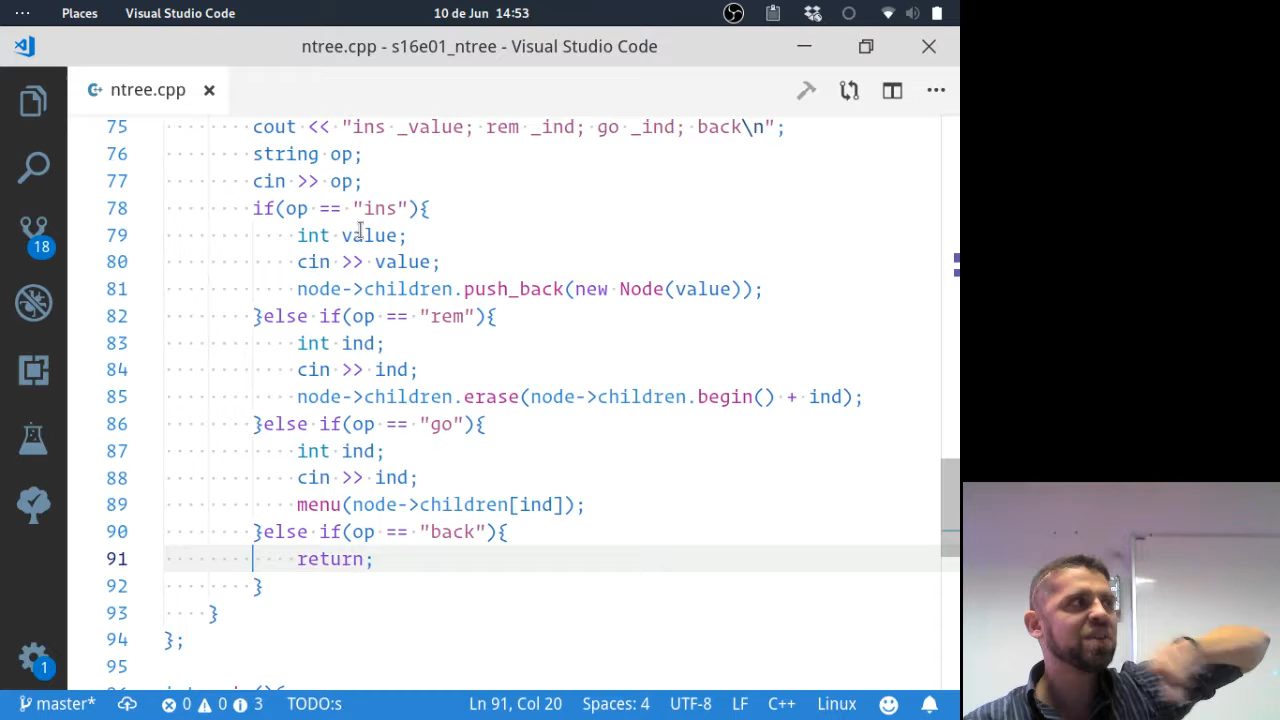 Places Visual Studio Code 10 de Jun 14:53
ntree.cpp - s16e01_ntree - Visual Studio Code
ntree.cpp
75 cout << "ins _value; rem _ind; go _ind; back\n";
76 string op;
77 cin >> op;
78 if(op == "ins"){
79 int value;
80 cin >> value;
81 node->children.push_back(new Node(value));
82 }else if(op == "rem"){
83 int ind;
84 cin >> ind;
85 node->children.erase(node->children.begin() + ind);
86 }else if(op == "go"){
87 int ind;
88 cin >> ind;
89 menu(node->children[ind]);
90 }else if(op == "back"){
91 return;
92 }
93 }
94 };
95
18
1
master* 0 0 3 TODO:s Ln 91, Col 20 Spaces: 4 UTF-8 LF C++ Linux